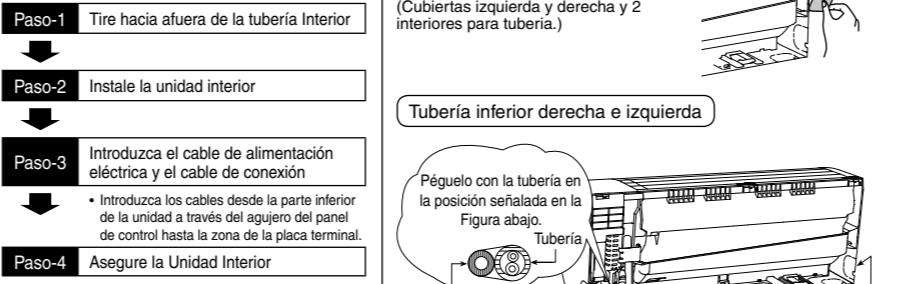 Paso-1 Tire hacia afuera de la tubería Interior
Paso-2 Instale la unidad interior
Paso-3 Introduzca el cable de alimentación
eléctrica y el cable de conexión
• Introduzca los cables desde la parte inferior
de la unidad a través del agujero del panel
de control hasta la zona de la placa terminal.
Paso-4 Asegure la Unidad Interior
(Cubiertas izquierda y derecha y 2
interiores para tuberia.)
Tubería inferior derecha e izquierda
Péguelo con la tubería en
la posición señalada en la
Figura abajo.
Tubería